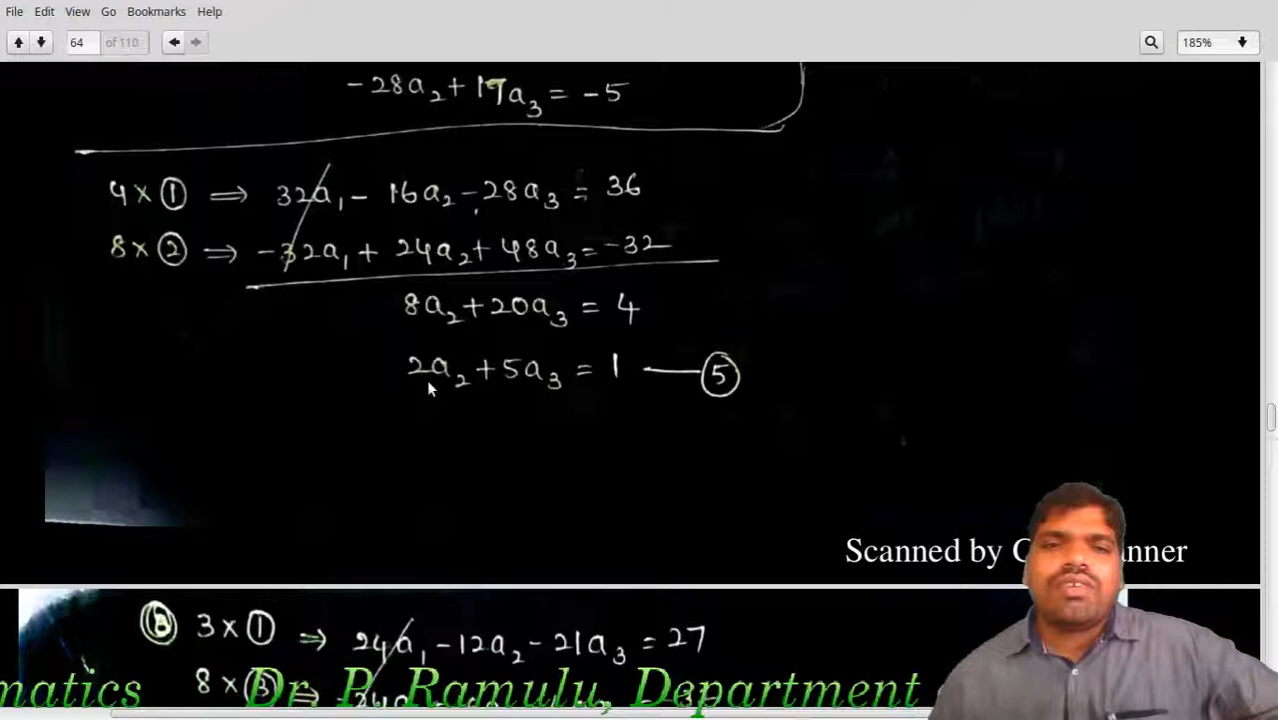 File Edit View Go Bookmarks Help
64 of 110 185%
-28a₂ + 17a₃ = -5
4 × ① ⟹ 32a₁ - 16a₂ - 28a₃ = 36
8 × ② ⟹ -32a₁ + 24a₂ + 48a₃ = -32
8a₂ + 20a₃ = 4
2a₂ + 5a₃ = 1 — ⑤
Scanned by
Ⓑ 3 × ① ⇒ 24a₁ - 12a₂ - 21a₃ = 27
8 ×
matics Dr. P. Ramulu, Department